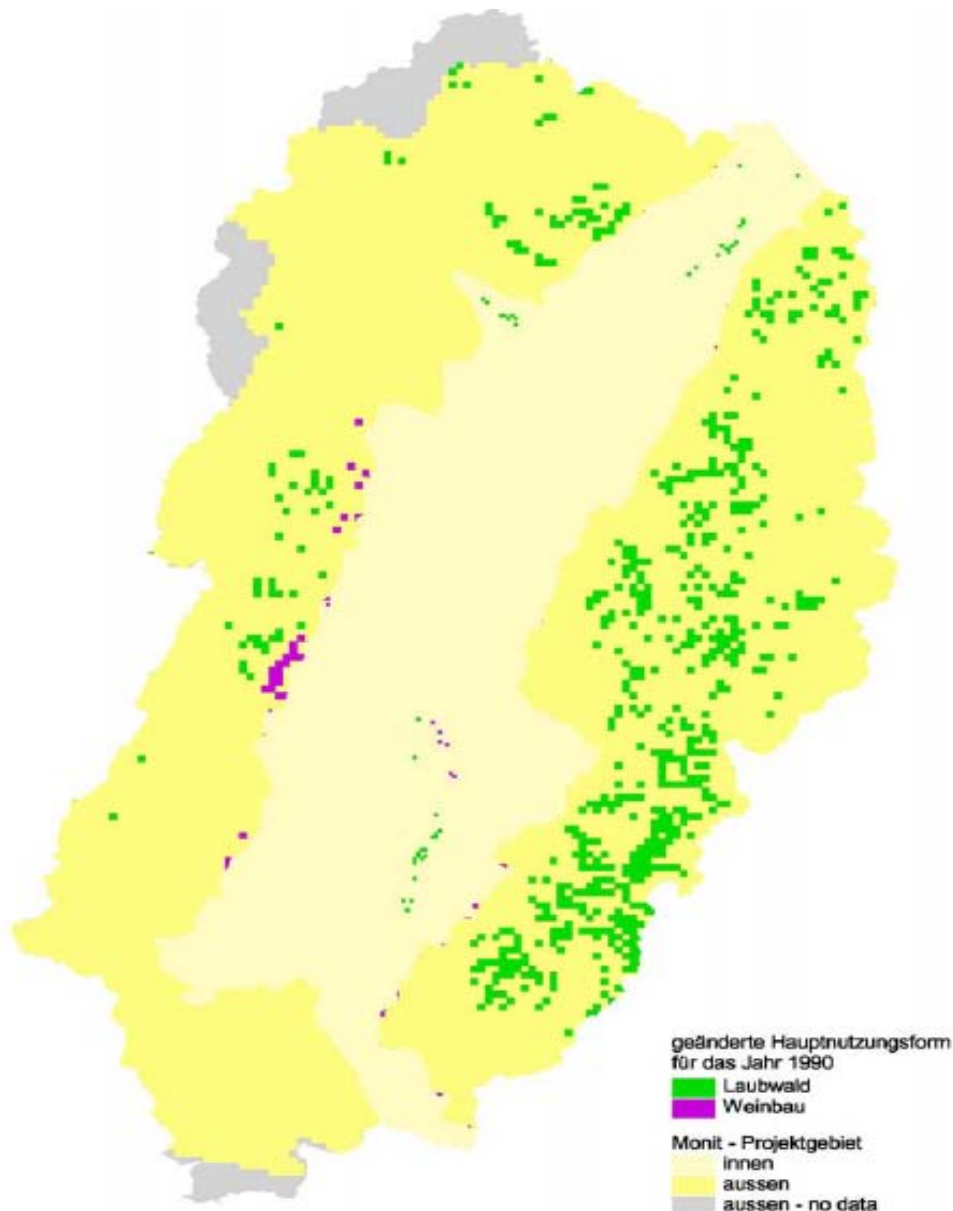 geänderte Hauptnutzungsform
für das Jahr 1990
Laubwald
Weinbau
Monit - Projektgebiet
innen
aussen
aussen - no data